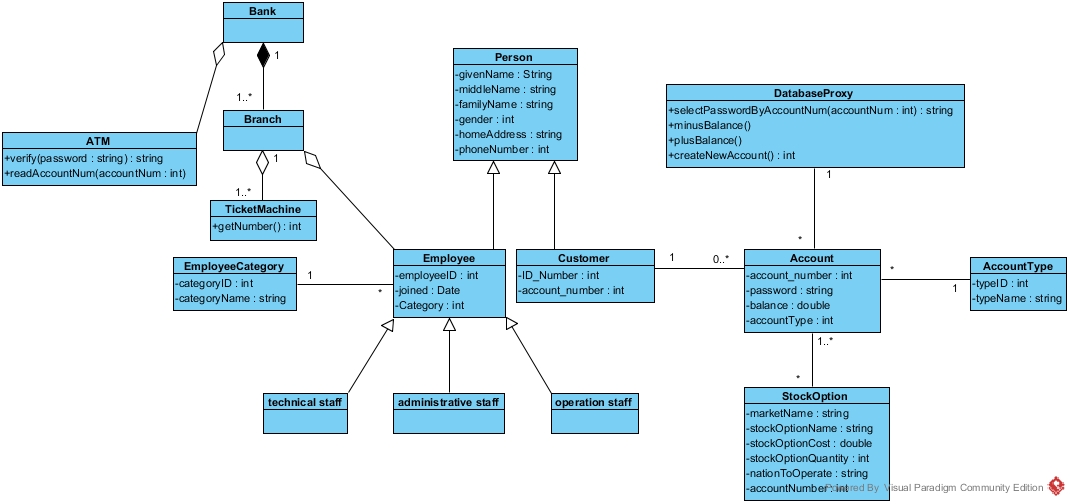 Bank
1
1..*
ATM
+verify(password : string) : string
+readAccountNum(accountNum : int)
Branch
1
1..*
TicketMachine
+getNumber() : int
Person
-givenName : String
-middleName : string
-familyName : string
-gender : int
-homeAddress : string
-phoneNumber : int
DatabaseProxy
+selectPasswordByAccountNum(accountNum : int) : string
+minusBalance()
+plusBalance()
+createNewAccount() : int
1
*
EmployeeCategory
-categoryID : int
-categoryName : string
1
*
Employee
-employeeID : int
-joined : Date
-Category : int
Customer
-ID_Number : int
-account_number : int
1
0..*
Account
-account_number : int
-password : string
-balance : double
-accountType : int
*
1
AccountType
-typeID : int
-typeName : string
1..*
*
technical staff
administrative staff
operation staff
StockOption
-marketName : string
-stockOptionName : string
-stockOptionCost : double
-stockOptionQuantity : int
-nationToOperate : string
-accountNumber : int
Powered By Visual Paradigm Community Edition